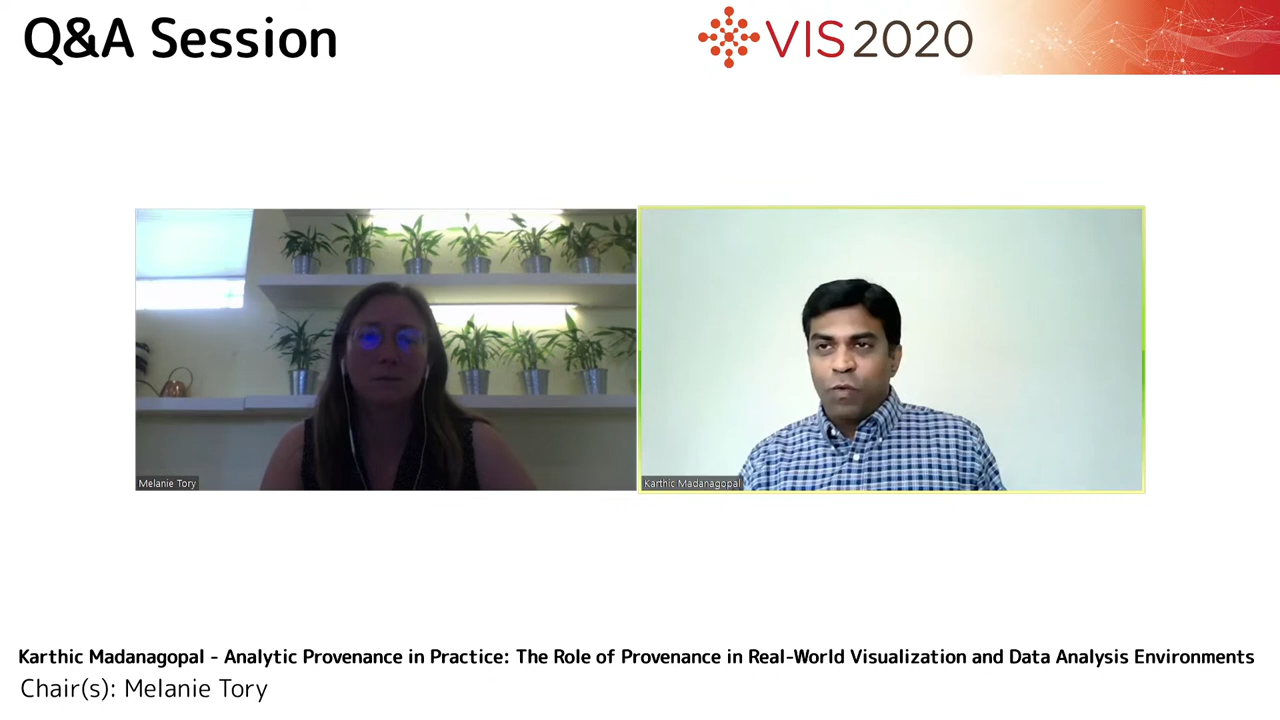 Q&A Session
VIS2020
Melanie Tory
Karthic Madanagopal
Karthic Madanagopal - Analytic Provenance in Practice: The Role of Provenance in Real-World Visualization and Data Analysis Environments
Chair(s): Melanie Tory